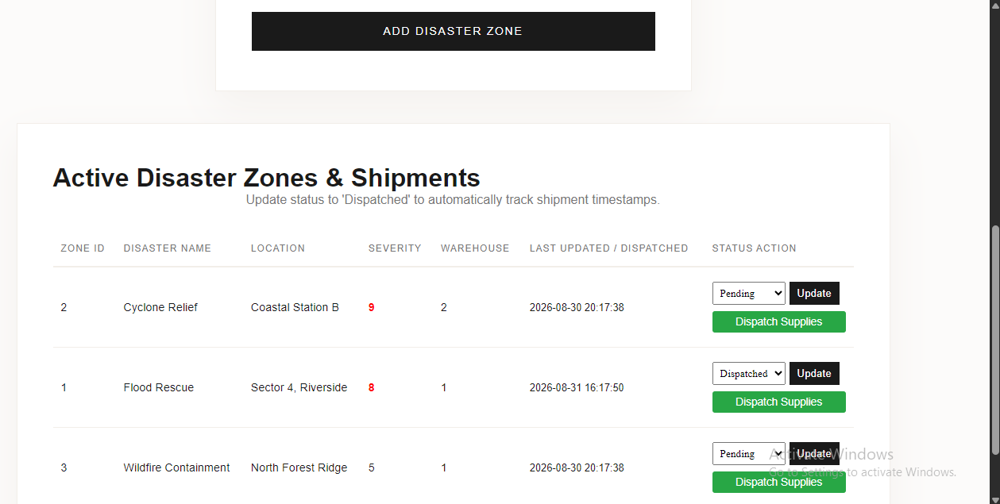 ADD DISASTER ZONE
Active Disaster Zones & Shipments
Update status to 'Dispatched' to automatically track shipment timestamps.
ZONE ID DISASTER NAME LOCATION SEVERITY WAREHOUSE LAST UPDATED / DISPATCHED STATUS ACTION
2 Cyclone Relief Coastal Station B 9 2 2026-08-30 20:17:38 Pending Update
Dispatch Supplies
1 Flood Rescue Sector 4, Riverside 8 1 2026-08-31 16:17:50 Dispatched Update
Dispatch Supplies
3 Wildfire Containment North Forest Ridge 5 1 2026-08-30 20:17:38 Pending Update
Dispatch Supplies
Activate Windows
Go to Settings to activate Windows.